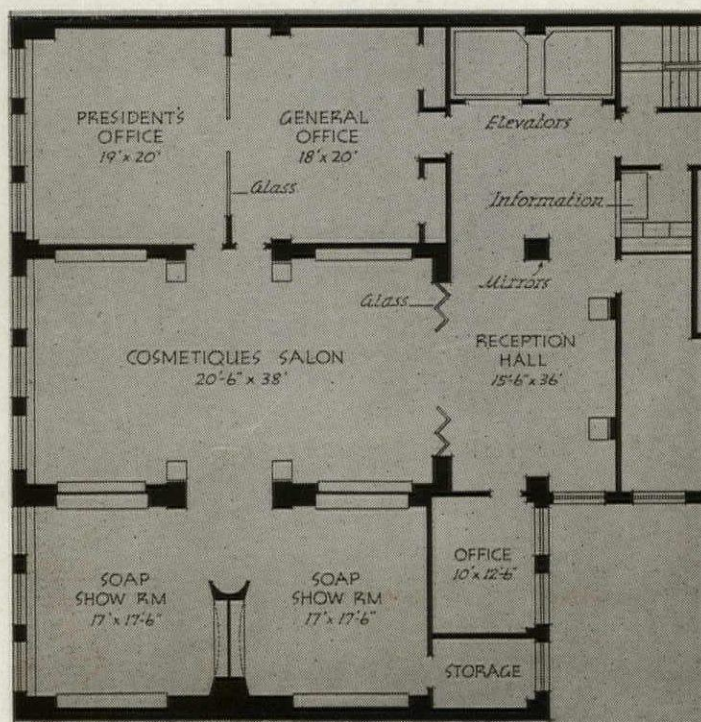 PRESIDENT'S
OFFICE
19' x 20'
GENERAL
OFFICE
18' x 20'
Elevators
Glass
Information
Mirrors
Glass
COSMETIQUES SALON
20'-6" x 38'
RECEPTION
HALL
15'-6" x 36'
SOAP
SHOW RM
17' x 17'-6"
SOAP
SHOW RM
17' x 17'-6"
OFFICE
10' x 12'-6"
STORAGE